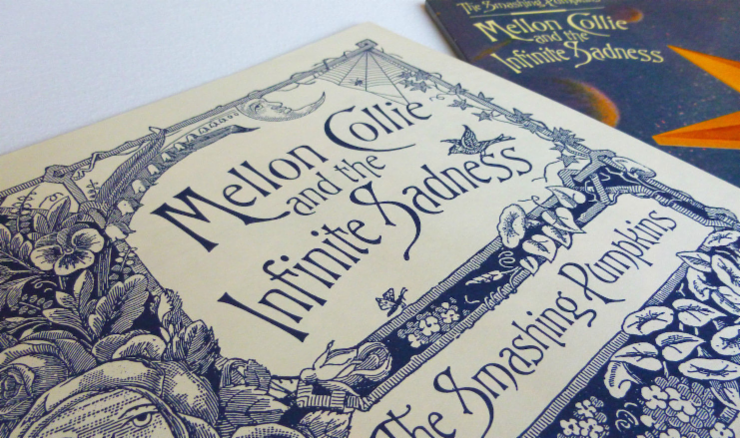 The Smashing Pumpkins
Mellon Collie
and the
Infinite Sadness
Mellon Collie
and the
Infinite Sadness
The Smashing Pumpkins